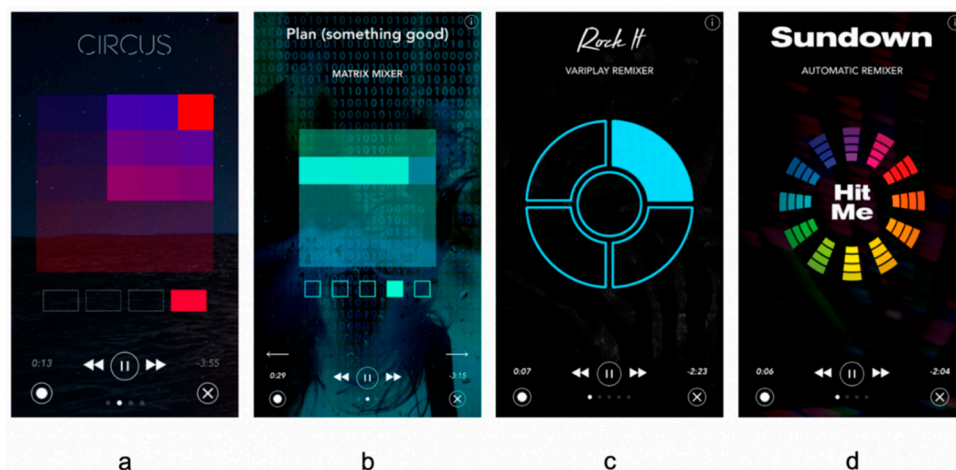 CIRCUS
0:13
-3:55
Plan (something good)
i
MATRIX MIXER
0:29
-3:15
Rock It
i
VARIPLAY REMIXER
0:07
-2:23
Sundown
i
AUTOMATIC REMIXER
Hit
Me
0:06
-2:04
a
b
c
d